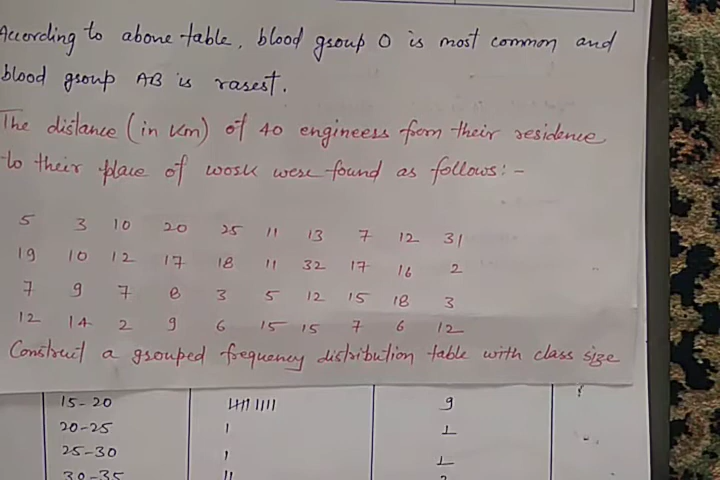 According to above table, blood group O is most common and
blood group AB is rarest.
The distance (in Km) of 40 engineers from their residence
to their place of work were found as follows:-
5 3 10 20 25 11 13 7 12 31
19 10 12 17 18 11 32 17 16 2
7 9 7 8 3 5 12 15 18 3
12 14 2 9 6 15 15 7 6 12
Construct a grouped frequency distribution table with class size
15-20 9
20-25 1
25-30 1
30-35